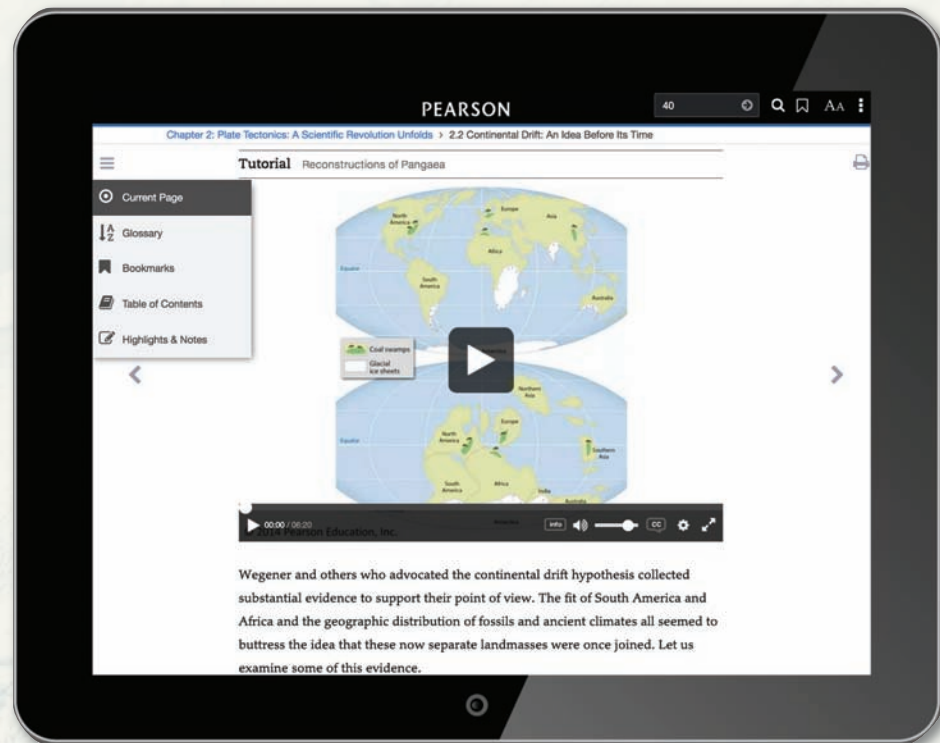 PEARSON
40
AA
Chapter 2: Plate Tectonics: A Scientific Revolution Unfolds > 2.2 Continental Drift: An Idea Before Its Time
Tutorial Reconstructions of Pangaea
Current Page
Glossary
Bookmarks
Table of Contents
Highlights & Notes
North
America
Europe
Asia
Africa
Equator
South
America
Australia
Coal swamps
Glacial
ice sheets
Northern
Asia
Europe
North
America
Equator
Southern
Asia
South
America
Africa
India
Australia
00:00 / 06:20
info
CC
© 2014 Pearson Education, Inc.
Wegener and others who advocated the continental drift hypothesis collected
substantial evidence to support their point of view. The fit of South America and
Africa and the geographic distribution of fossils and ancient climates all seemed to
buttress the idea that these now separate landmasses were once joined. Let us
examine some of this evidence.